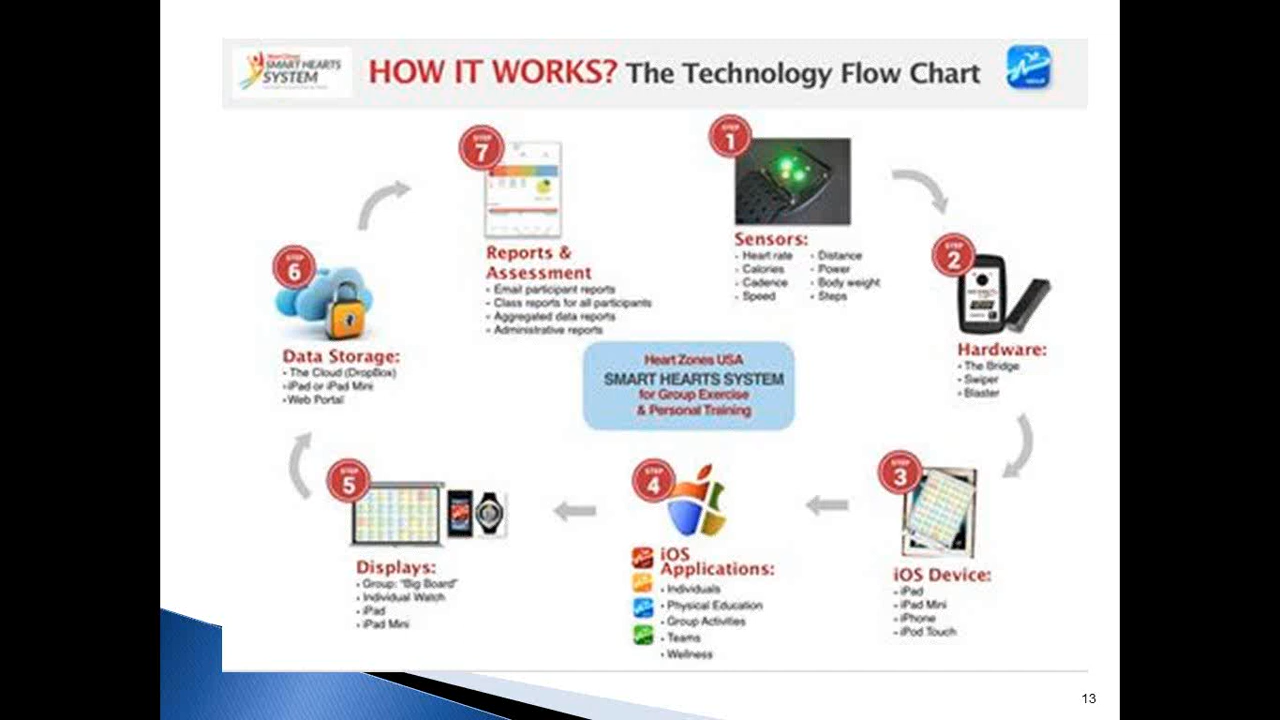 SMART HEARTS
SYSTEM
HOW IT WORKS? The Technology Flow Chart
STEP
1
Sensors:
- Heart rate
- Calories
- Cadence
- Speed
- Distance
- Power
- Body weight
- Steps
STEP
2
Hardware:
• The Bridge
• Swiper
• Blaster
STEP
3
iOS Device:
• iPad
• iPad Mini
• iPhone
• iPod Touch
STEP
4
iOS
Applications:
• Individuals
• Physical Education
• Group Activities
• Teams
• Wellness
STEP
5
Displays:
• Group: "Big Board"
• Individual Watch
• iPad
• iPad Mini
STEP
6
Data Storage:
• The Cloud (DropBox)
• iPad or iPad Mini
• Web Portal
STEP
7
Reports &
Assessment
• Email participant reports
• Class reports for all participants
• Aggregated data reports
• Administrative reports
Heart Zones USA
SMART HEARTS SYSTEM
for Group Exercise
& Personal Training
13